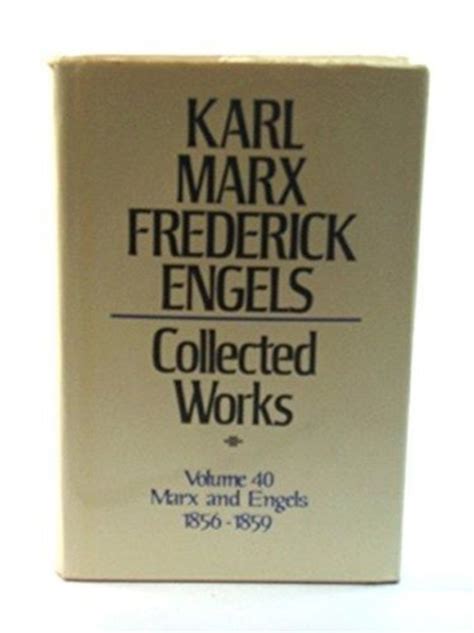 KARL
MARX
FREDERICK
ENGELS
Collected
Works
Volume 40
Marx and Engels
1856-1859